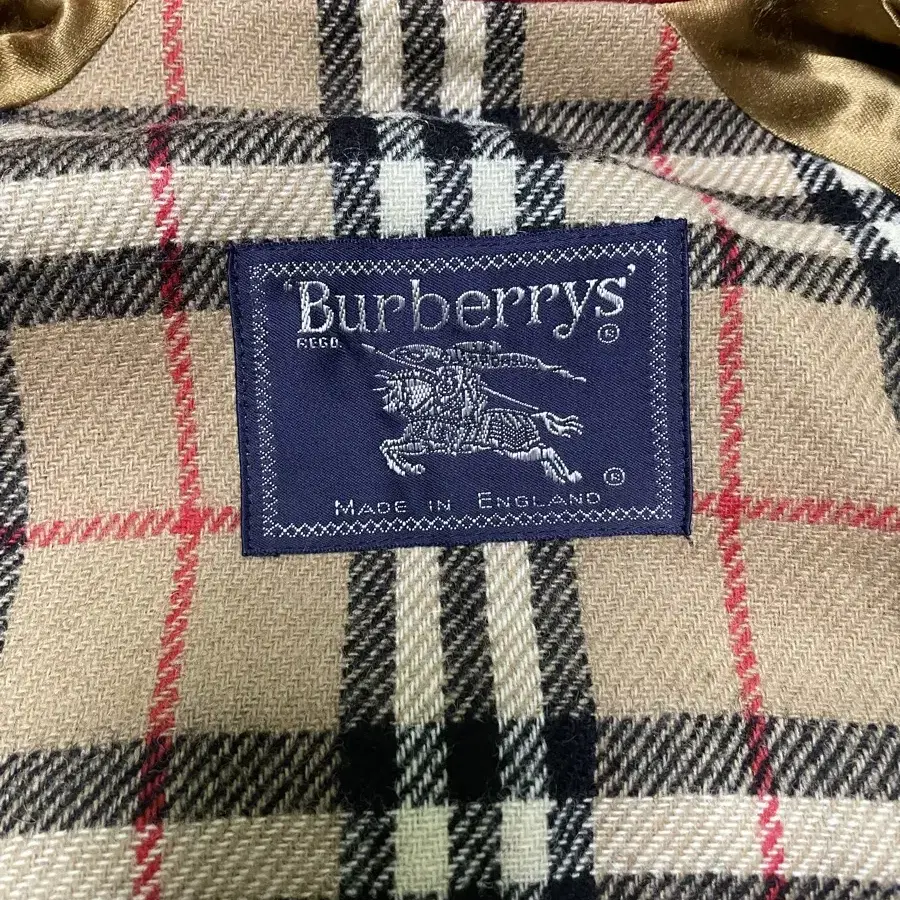 'Burberrys'
REGD. ®
®
MADE IN ENGLAND